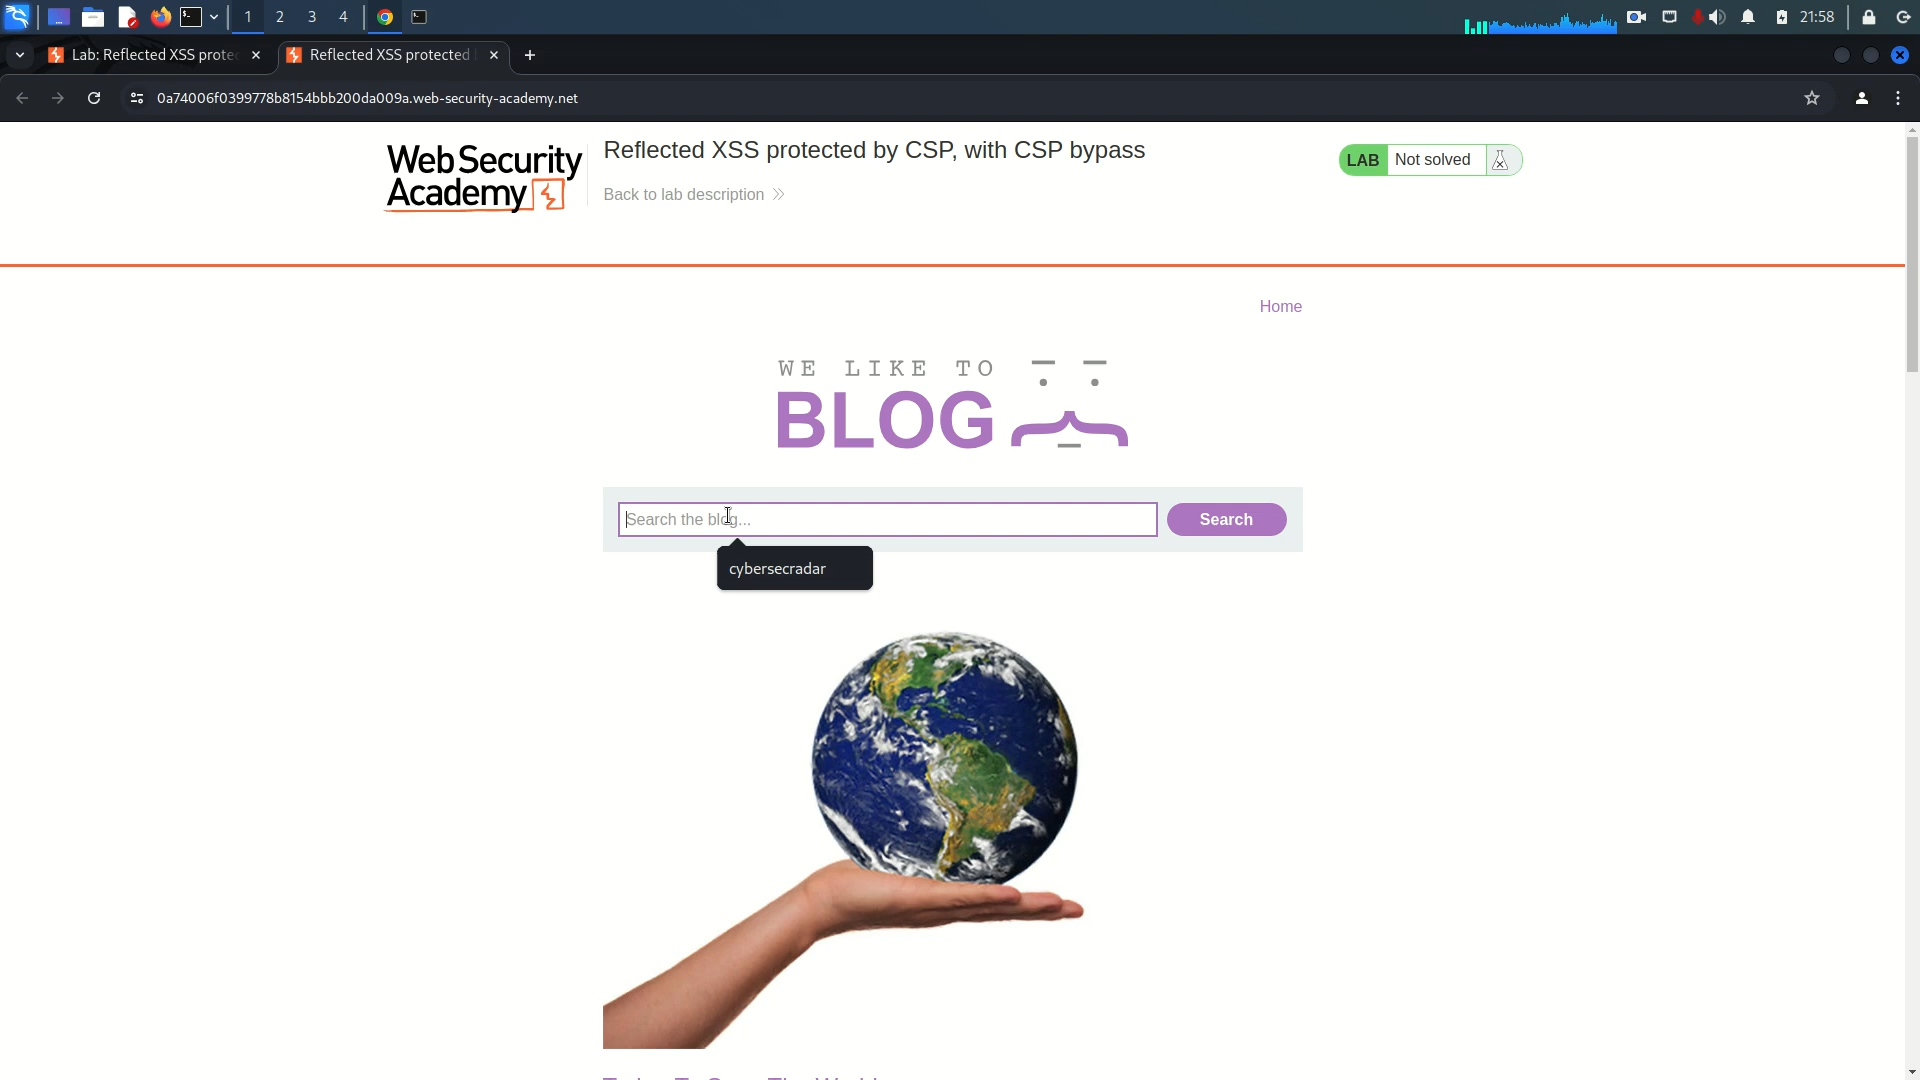 1 2 3 4 21:58
Lab: Reflected XSS prote Reflected XSS protected
0a74006f0399778b8154bbb200da009a.web-security-academy.net
Web Security
Academy
Reflected XSS protected by CSP, with CSP bypass
Back to lab description
LAB Not solved
Home
WE LIKE TO
BLOG
Search the blog... Search
cybersecradar